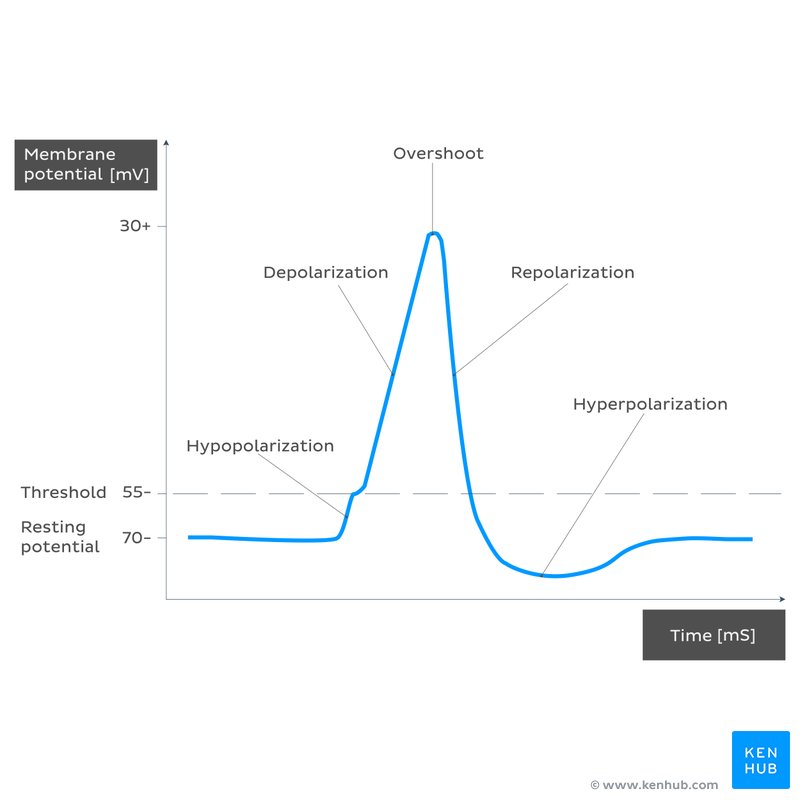 Overshoot
Membrane
potential [mV]
30+
Depolarization
Repolarization
Hyperpolarization
Hypopolarization
Threshold 55-
Resting
potential
70-
Time [mS]
KEN
HUB
© www.kenhub.com